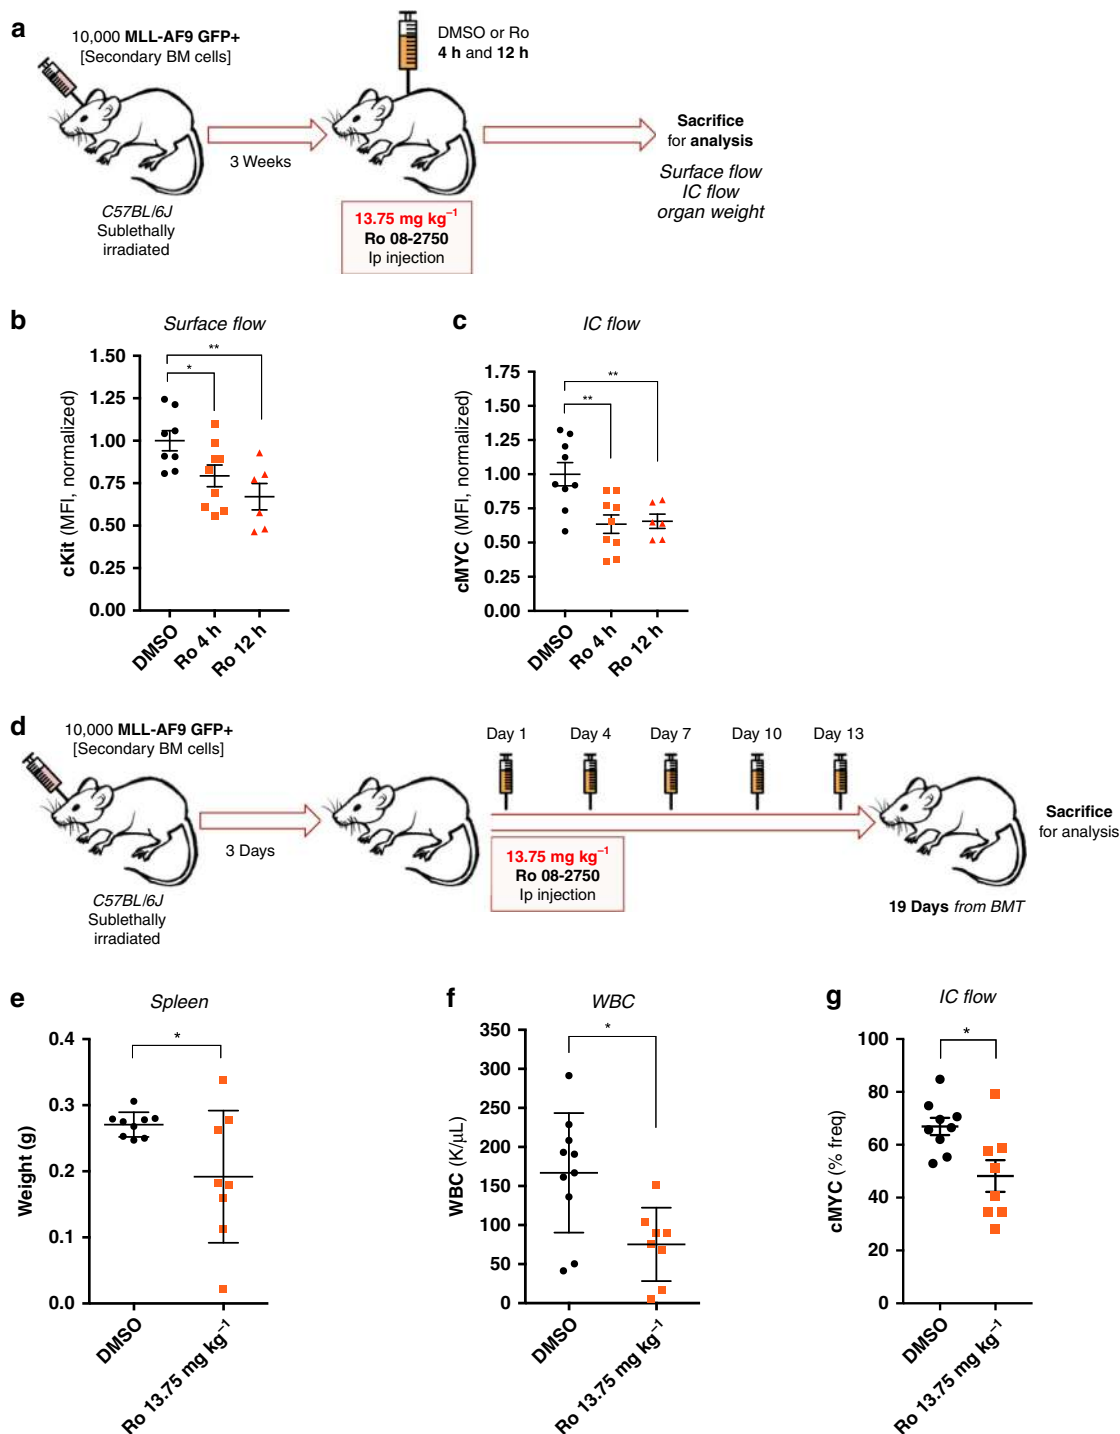 a
10,000 MLL-AF9 GFP+
[Secondary BM cells]
DMSO or Ro
4 h and 12 h
3 Weeks
Sacrifice
for analysis
Surface flow
IC flow
organ weight
C57BL/6J
Sublethally
irradiated
13.75 mg kg⁻¹
Ro 08-2750
Ip injection
b
Surface flow
cKit (MFI, normalized)
1.50
1.25
1.00
0.75
0.50
0.25
0.00
**
*
DMSO
Ro 4 h
Ro 12 h
c
IC flow
cMYC (MFI, normalized)
1.75
1.50
1.25
1.00
0.75
0.50
0.25
0.00
**
**
DMSO
Ro 4 h
Ro 12 h
d
10,000 MLL-AF9 GFP+
[Secondary BM cells]
Day 1
Day 4
Day 7
Day 10
Day 13
3 Days
Sacrifice
for analysis
13.75 mg kg⁻¹
Ro 08-2750
Ip injection
C57BL/6J
Sublethally
irradiated
19 Days from BMT
e
Spleen
Weight (g)
0.4
0.3
0.2
0.1
0.0
*
DMSO
Ro 13.75 mg kg⁻¹
f
WBC
WBC (K/μL)
350
300
250
200
150
100
50
0
*
DMSO
Ro 13.75 mg kg⁻¹
g
IC flow
cMYC (% freq)
100
80
60
40
20
0
*
DMSO
Ro 13.75 mg kg⁻¹